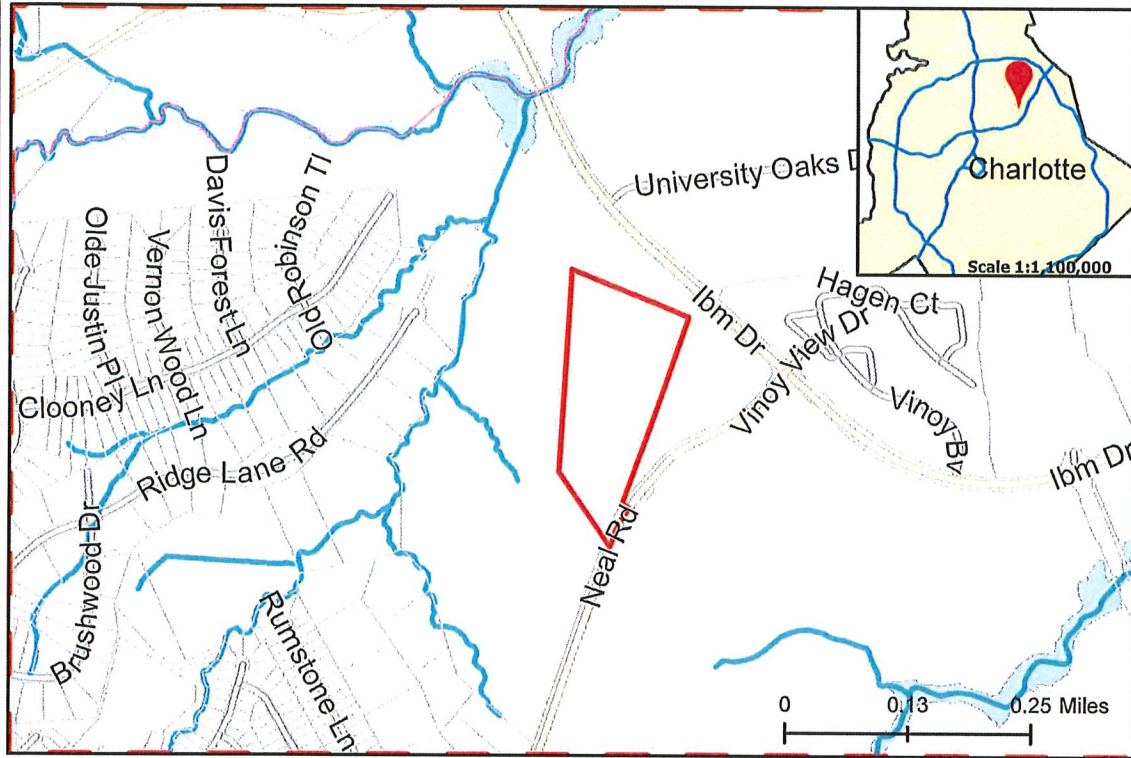 University Oaks D
Charlotte
Scale 1:1,100,000
Davis Forest Ln
Old Robinson Tl
Olde Justin Pl
Vernon Wood Ln
Clooney Ln
Ridge Lane Rd
Brushwood Dr
Rumstone Ln
Ibm Dr
Hagen Ct
Vinoy View Dr
Vinoy Bv
Ibm Dr
Neal Rd
0 0.13 0.25 Miles